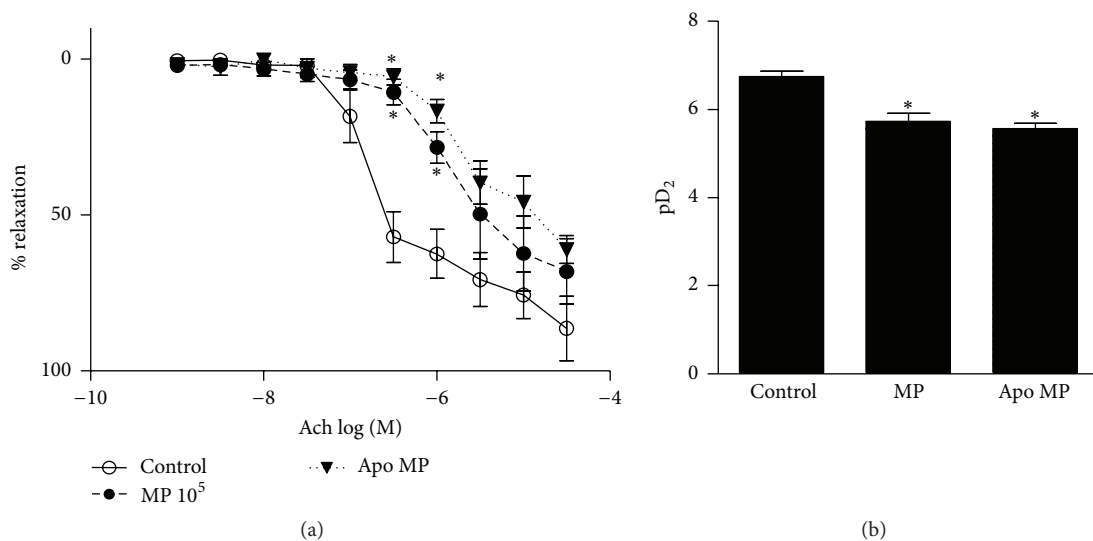 0
50
100
% relaxation
*
*
*
*
−10
−8
−6
−4
Ach log (M)
Control
MP 10⁵
Apo MP
(a)
8
6
4
2
0
pD₂
*
*
Control
MP
Apo MP
(b)